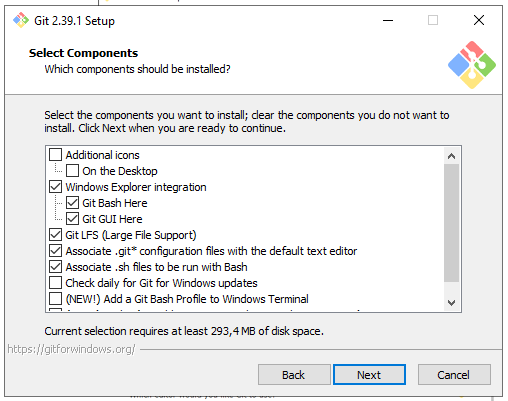 Git 2.39.1 Setup
Select Components
Which components should be installed?
Select the components you want to install; clear the components you do not want to
install. Click Next when you are ready to continue.
Additional icons
On the Desktop
Windows Explorer integration
Git Bash Here
Git GUI Here
Git LFS (Large File Support)
Associate .git* configuration files with the default text editor
Associate .sh files to be run with Bash
Check daily for Git for Windows updates
(NEW!) Add a Git Bash Profile to Windows Terminal
Current selection requires at least 293,4 MB of disk space.
https://gitforwindows.org/
Back
Next
Cancel